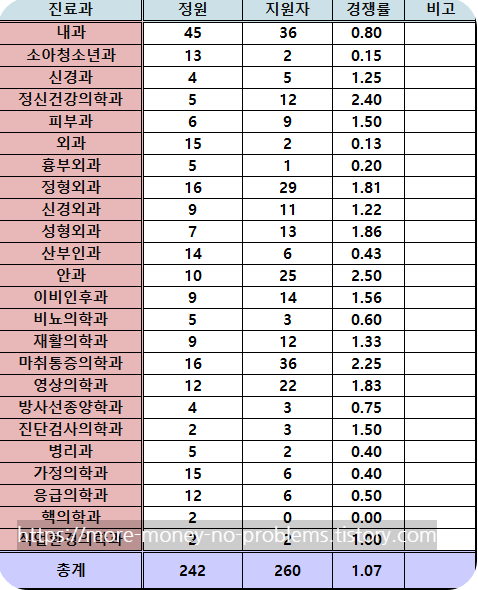 진료과 정원 지원자 경쟁률 비고
내과 45 36 0.80
소아청소년과 13 2 0.15
신경과 4 5 1.25
정신건강의학과 5 12 2.40
피부과 6 9 1.50
외과 15 2 0.13
흉부외과 5 1 0.20
정형외과 16 29 1.81
신경외과 9 11 1.22
성형외과 7 13 1.86
산부인과 14 6 0.43
안과 10 25 2.50
이비인후과 9 14 1.56
비뇨의학과 5 3 0.60
재활의학과 9 12 1.33
마취통증의학과 16 36 2.25
영상의학과 12 22 1.83
방사선종양학과 4 3 0.75
진단검사의학과 2 3 1.50
병리과 5 2 0.40
가정의학과 15 6 0.40
응급의학과 12 6 0.50
핵의학과 2 0 0.00
직업환경의학과 2 2 1.00
https://more-money-no-problems.tistory.com
총계 242 260 1.07